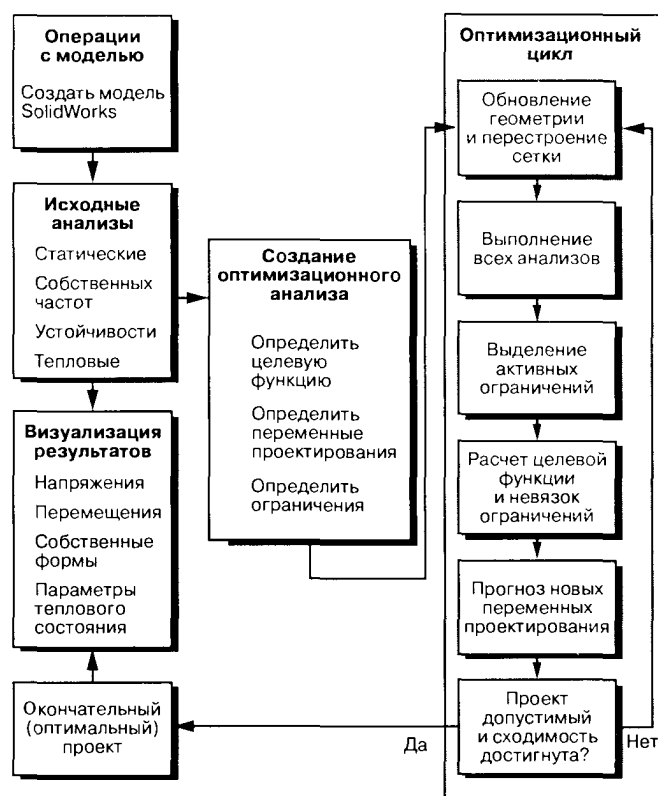 Операции
с моделью
Создать модель
SolidWorks
Исходные
анализы
Статические
Собственных
частот
Устойчивости
Тепловые
Визуализация
результатов
Напряжения
Перемещения
Собственные
формы
Параметры
теплового
состояния
Окончательный
(оптимальный)
проект
Создание
оптимизационного
анализа
Определить
целевую
функцию
Определить
переменные
проектирования
Определить
ограничения
Оптимизационный
цикл
Обновление
геометрии
и перестроение
сетки
Выполнение
всех анализов
Выделение
активных
ограничений
Расчет целевой
функции
и невязок
ограничений
Прогноз новых
переменных
проектирования
Проект
допустимый
и сходимость
достигнута?
Да
Нет